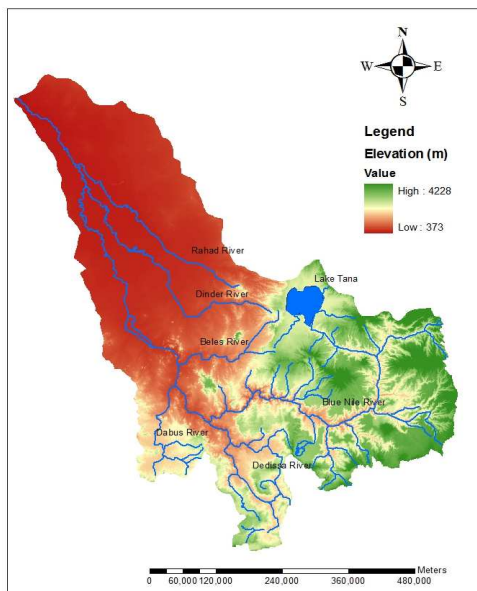 N
W E
S
Legend
Elevation (m)
Value
High : 4228
Low : 373
Rahad River
Lake Tana
Dinder River
Beles River
Blue Nile River
Dabus River
Dedissa River
Meters
0 60,000 120,000 240,000 360,000 480,000